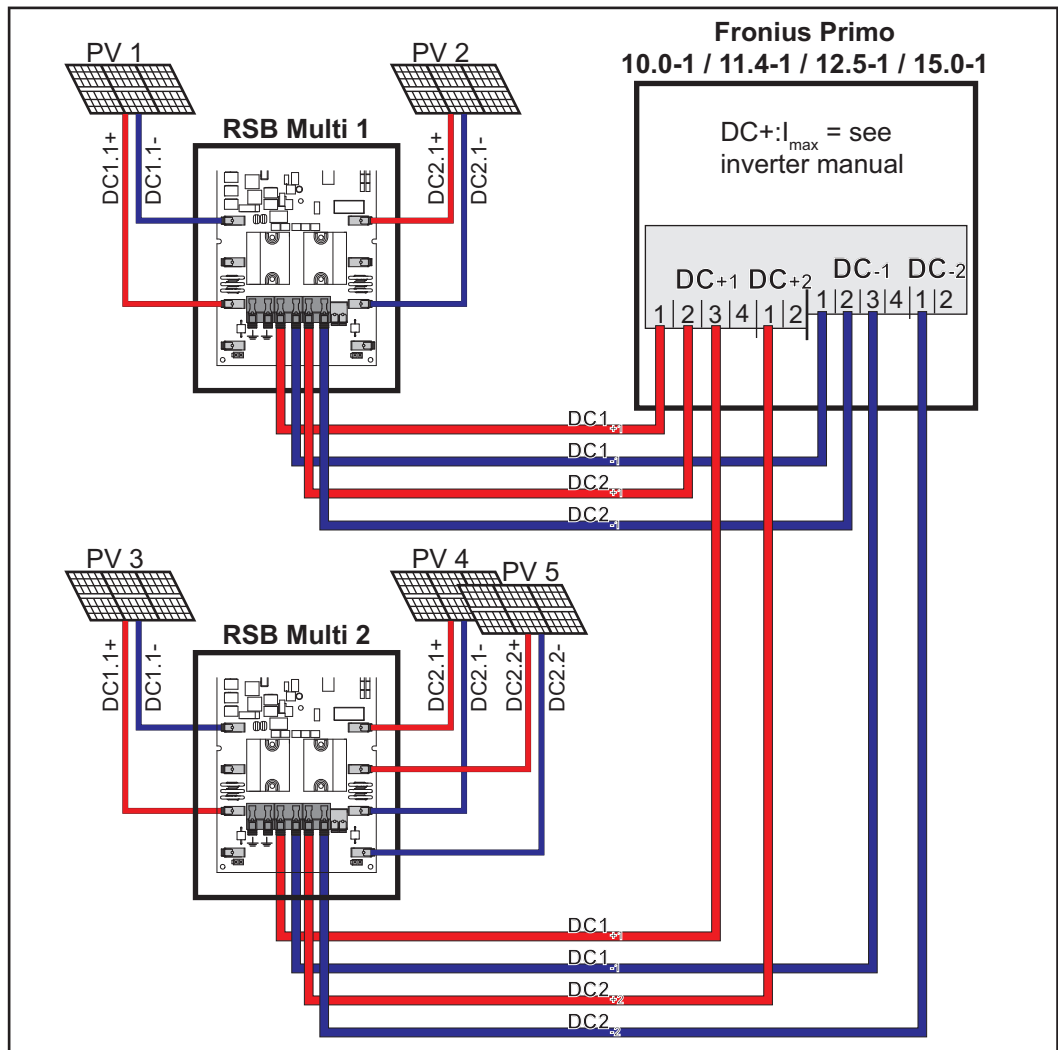 Fronius Primo
10.0-1 / 11.4-1 / 12.5-1 / 15.0-1
DC+:Imax = see
inverter manual
DC+1 DC+2 DC-1 DC-2
1 2 3 4 1 2 1 2 3 4 1 2
PV 1
PV 2
RSB Multi 1
DC1.1+
DC1.1-
DC2.1+
DC2.1-
DC1 +1
DC1 -1
DC2 +1
DC2 -1
PV 3
PV 4
PV 5
RSB Multi 2
DC1.1+
DC1.1-
DC2.1+
DC2.1-
DC2.2+
DC2.2-
DC1 +1
DC1 -1
DC2 +2
DC2 -2